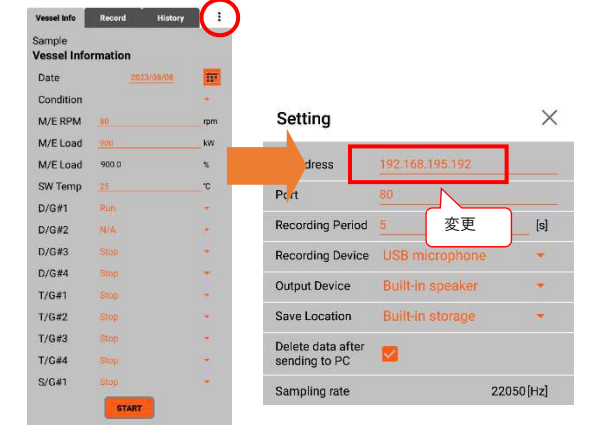 Vessel Info Record History
Sample
Vessel Information
Date 2023/08/08
Condition
M/E RPM 90 rpm
M/E Load 900 kW
M/E Load 900.0 %
SW Temp 25 ℃
D/G#1 Run
D/G#2 N/A
D/G#3 Stop
D/G#4 Stop
T/G#1 Stop
T/G#2 Stop
T/G#3 Stop
T/G#4 Stop
S/G#1 Stop
START
Setting
dress 192.168.195.192
Port 80
変更
Recording Period 5 [s]
Recording Device USB microphone
Output Device Built-in speaker
Save Location Built-in storage
Delete data after
sending to PC
Sampling rate 22050[Hz]